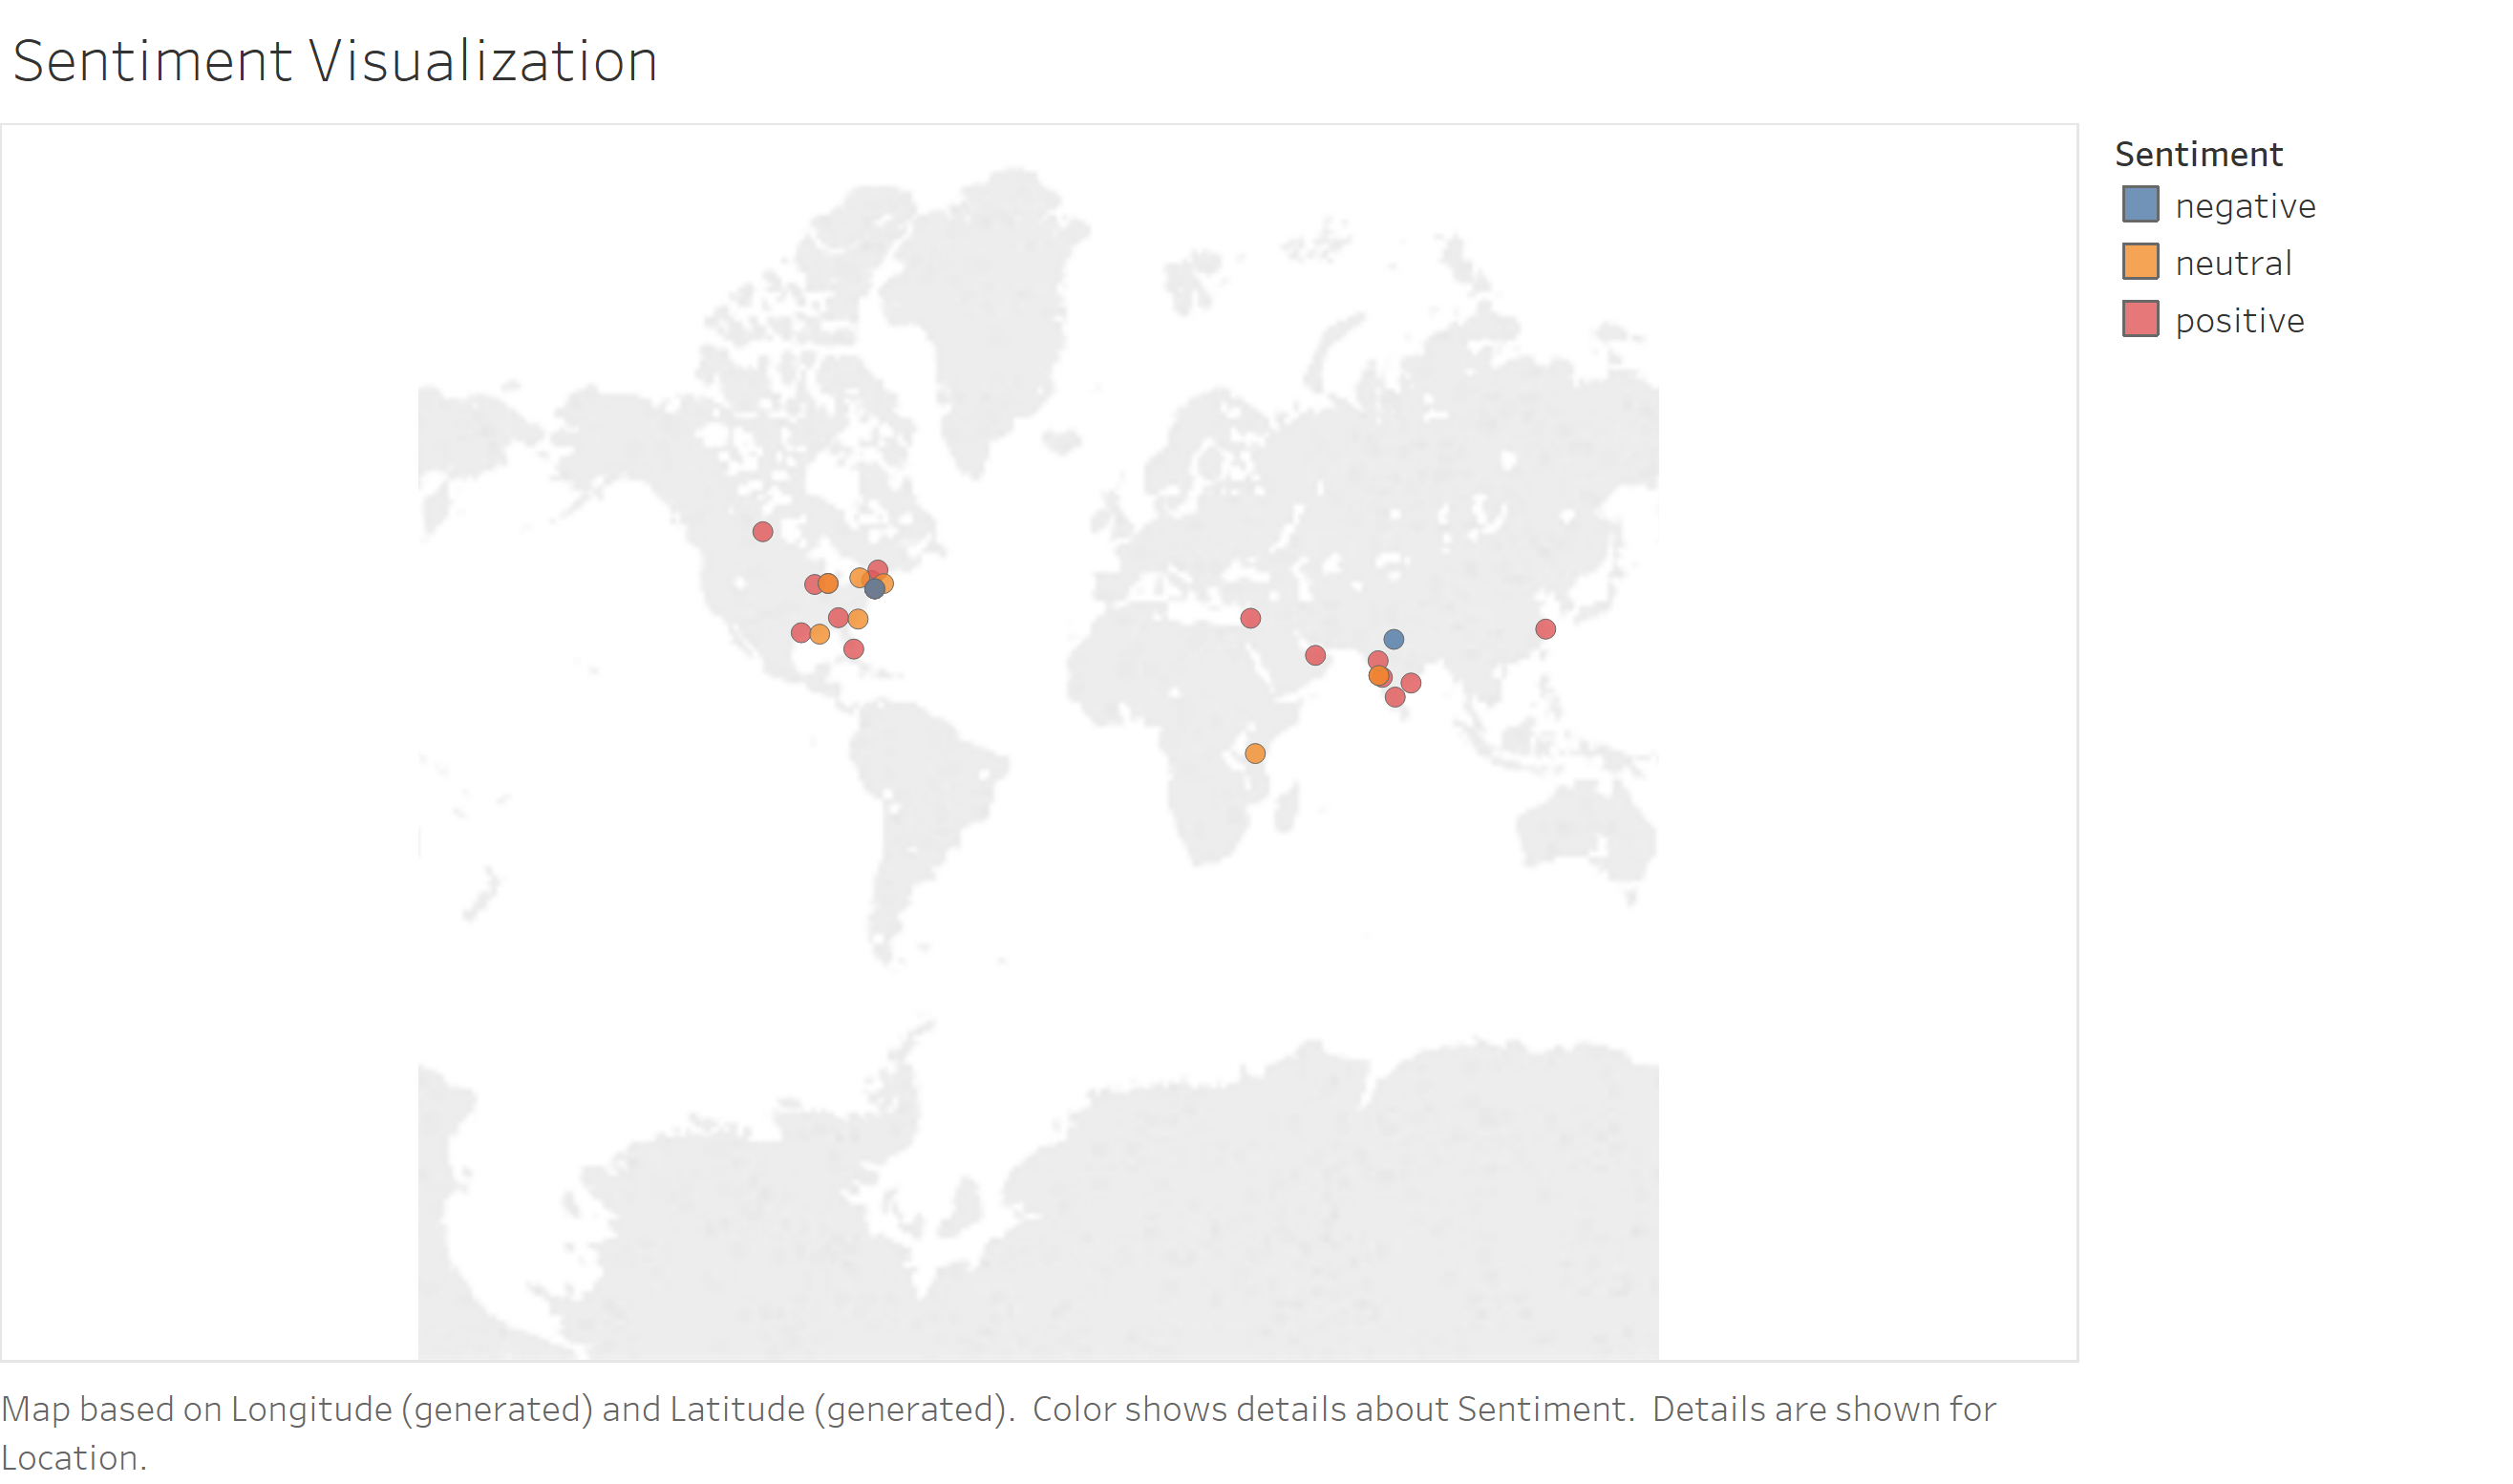 Sentiment Visualization
Sentiment
negative
neutral
positive
Map based on Longitude (generated) and Latitude (generated).  Color shows details about Sentiment.  Details are shown for
Location.